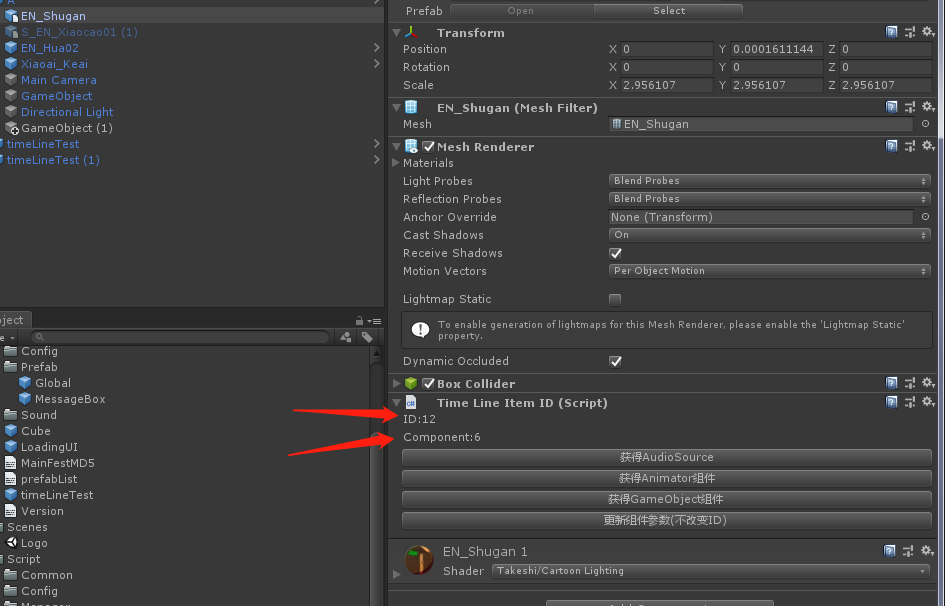 EN_Shugan
S_EN_Xiaocao01 (1)
EN_Hua02
Xiaoai_Keai
Main Camera
GameObject
Directional Light
GameObject (1)
timeLineTest
timeLineTest (1)
ject
Config
Prefab
Global
MessageBox
Sound
Cube
LoadingUI
MainFestMD5
prefabList
timeLineTest
Version
Scenes
Logo
Script
Common
Config
Prefab Open Select
Transform
Position X 0 Y 0.0001611144 Z 0
Rotation X 0 Y 0 Z 0
Scale X 2.956107 Y 2.956107 Z 2.956107
EN_Shugan (Mesh Filter)
Mesh EN_Shugan
Mesh Renderer
Materials
Light Probes Blend Probes
Reflection Probes Blend Probes
Anchor Override None (Transform)
Cast Shadows On
Receive Shadows
Motion Vectors Per Object Motion
Lightmap Static
To enable generation of lightmaps for this Mesh Renderer, please enable the 'Lightmap Static'
property.
Dynamic Occluded
Box Collider
Time Line Item ID (Script)
ID:12
Component:6
获得AudioSource
获得Animator组件
获得GameObject组件
更新组件参数(不改变ID)
EN_Shugan 1
Shader Takeshi/Cartoon Lighting